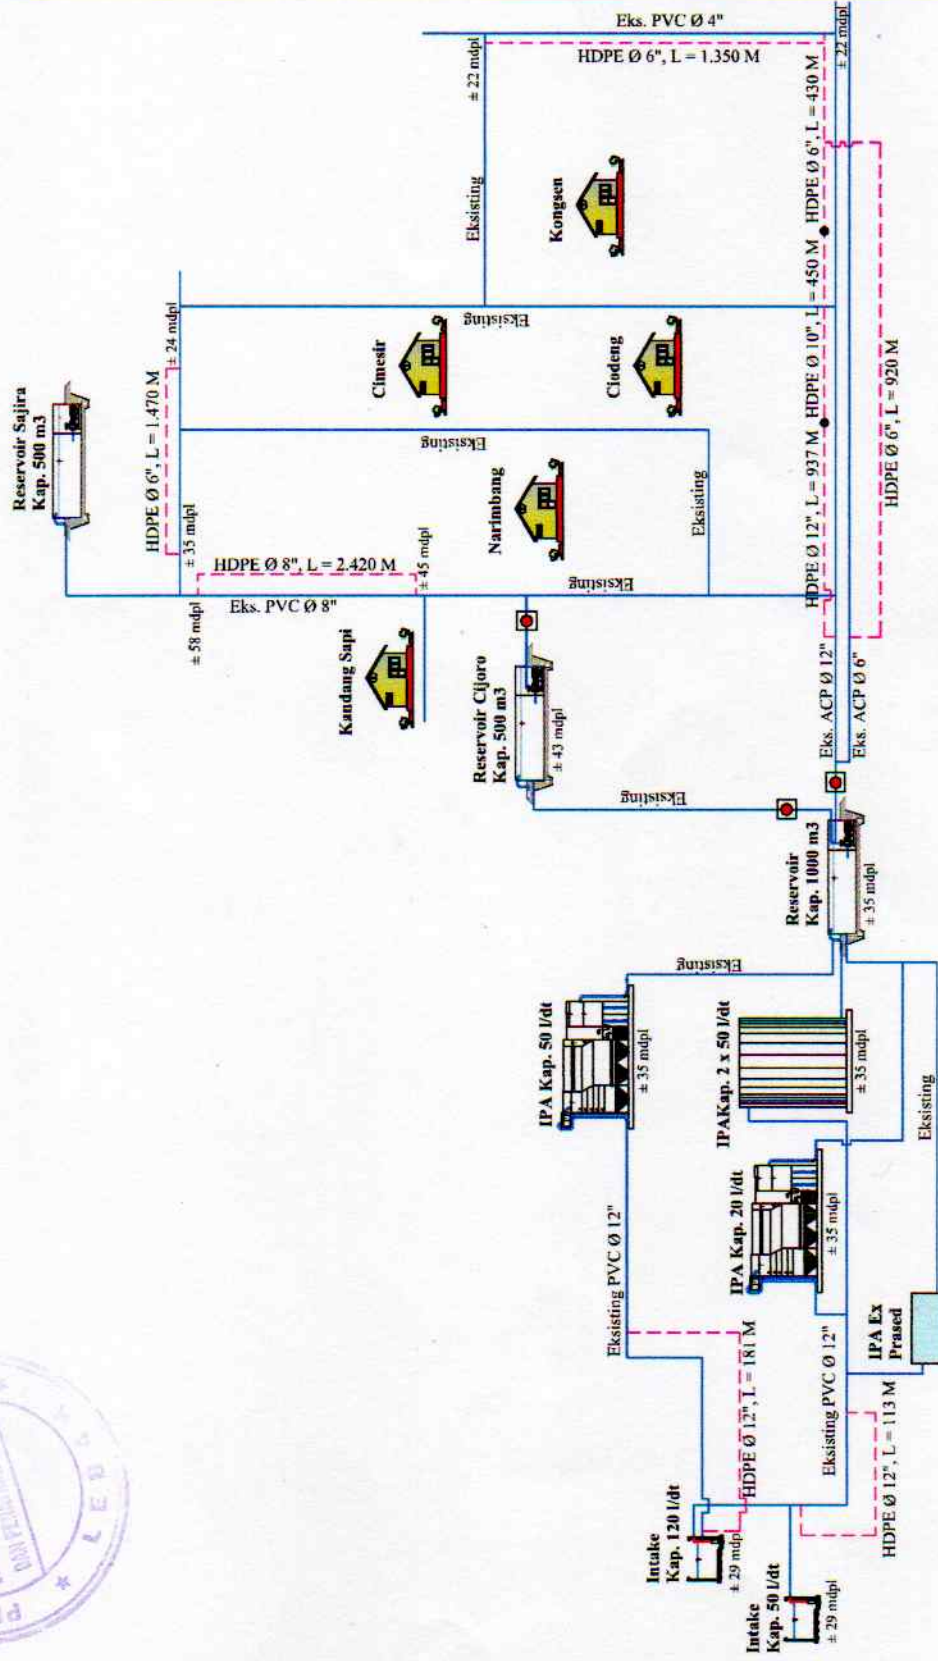 Eks. PVC Ø 4"
HDPE Ø 6", L = 1.350 M
± 22 mdpl
± 22 mdpl
Eksisting
Kongsen
HDPE Ø 6", L = 430 M
HDPE Ø 10", L = 450 M
HDPE Ø 12", L = 937 M
HDPE Ø 6", L = 920 M
Reservoir Sajira
Kap. 500 m3
HDPE Ø 6", L = 1.470 M
± 24 mdpl
± 35 mdpl
Eksisting
Cimesir
Ciodeng
Eksisting
Narimbang
Eksisting
HDPE Ø 8", L = 2.420 M
± 45 mdpl
Eks. PVC Ø 8"
± 58 mdpl
Eksisting
Kandang Sapi
Reservoir Cijoro
Kap. 500 m3
± 43 mdpl
Eks. ACP Ø 12"
Eks. ACP Ø 6"
Eksisting
Reservoir
Kap. 1000 m3
± 35 mdpl
Eksisting
IPA Kap. 50 l/dt
± 35 mdpl
IPAKap. 2 x 50 l/dt
± 35 mdpl
Eksisting
IPA Kap. 20 l/dt
± 35 mdpl
Eksisting PVC Ø 12"
IPA Ex
Prased
HDPE Ø 12", L = 181 M
Eksisting PVC Ø 12"
HDPE Ø 12", L = 113 M
Intake
Kap. 120 l/dt
± 29 mdp
Intake
Kap. 50 l/dt
± 29 mdpl
LEBAK